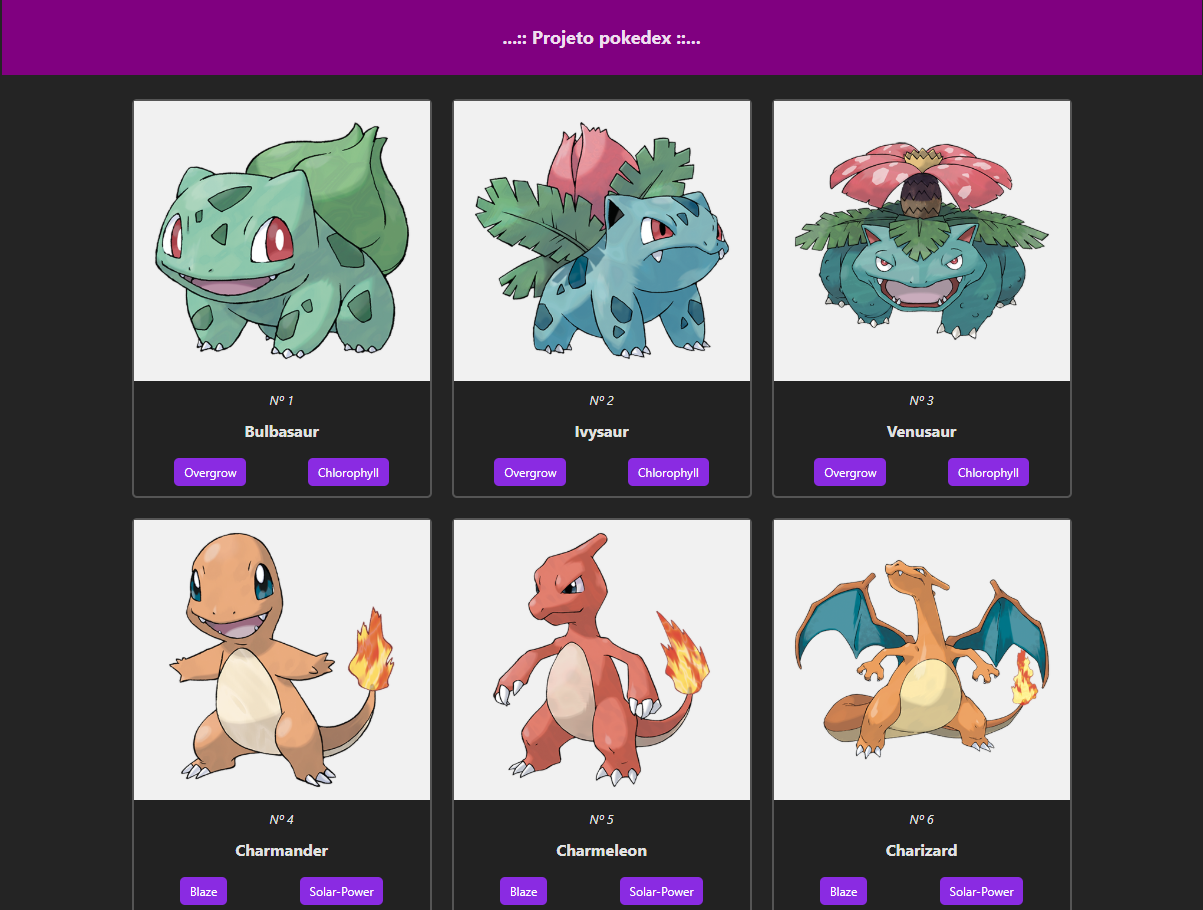 ...:: Projeto pokedex ::...
Nº 1
Bulbasaur
Overgrow Chlorophyll
Nº 2
Ivysaur
Overgrow Chlorophyll
Nº 3
Venusaur
Overgrow Chlorophyll
Nº 4
Charmander
Blaze Solar-Power
Nº 5
Charmeleon
Blaze Solar-Power
Nº 6
Charizard
Blaze Solar-Power